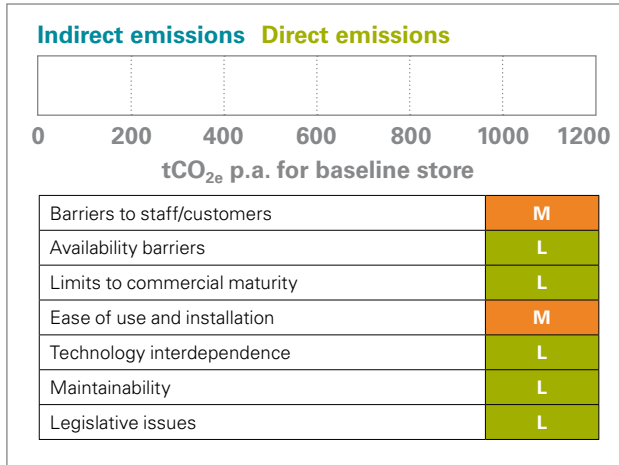 Indirect emissions Direct emissions
0 200 400 600 800 1000 1200
tCO2e p.a. for baseline store
Barriers to staff/customers M
Availability barriers L
Limits to commercial maturity L
Ease of use and installation M
Technology interdependence L
Maintainability L
Legislative issues L